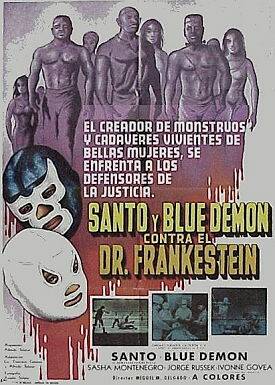 EL CREADOR DE MONSTRUOS
Y CADAVERES VIVIENTES DE
BELLAS MUJERES, SE
ENFRENTA A LOS
DEFENSORES DE
LA JUSTICIA.
SANTO Y BLUE DEMON
CONTRA EL
DR. FRANKESTEIN
SANTO - BLUE DEMON
SASHA MONTENEGRO - JORGE RUSSEK - IVONNE GOVEA
Director MIGUEL M. DELGADO - A COLORES